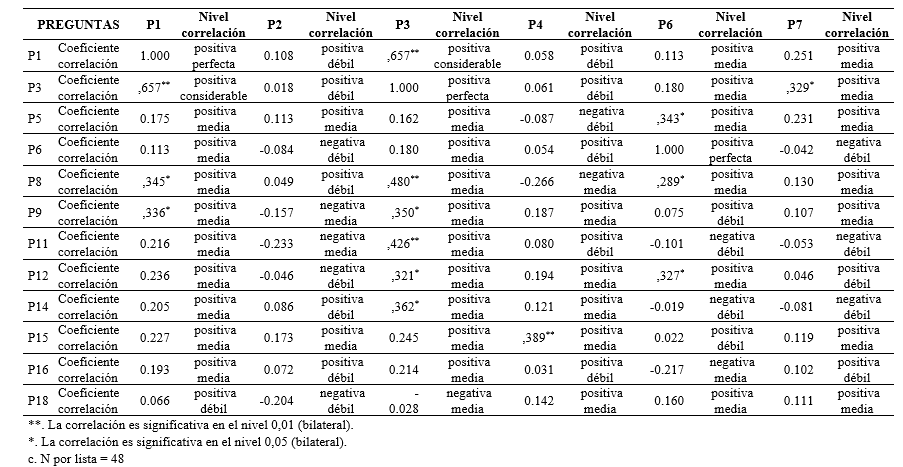 PREGUNTAS P1 Nivel correlación P2 Nivel correlación P3 Nivel correlación P4 Nivel correlación P6 Nivel correlación P7 Nivel correlación
P1 Coeficiente correlación 1.000 positiva perfecta 0.108 positiva débil ,657** positiva considerable 0.058 positiva débil 0.113 positiva media 0.251 positiva media
P3 Coeficiente correlación ,657** positiva considerable 0.018 positiva débil 1.000 positiva perfecta 0.061 positiva débil 0.180 positiva media ,329* positiva media
P5 Coeficiente correlación 0.175 positiva media 0.113 positiva media 0.162 positiva media -0.087 negativa débil ,343* positiva media 0.231 positiva media
P6 Coeficiente correlación 0.113 positiva media -0.084 negativa débil 0.180 positiva media 0.054 positiva débil 1.000 positiva perfecta -0.042 negativa débil
P8 Coeficiente correlación ,345* positiva media 0.049 positiva débil ,480** positiva media -0.266 negativa media ,289* positiva media 0.130 positiva media
P9 Coeficiente correlación ,336* positiva media -0.157 negativa media ,350* positiva media 0.187 positiva media 0.075 positiva débil 0.107 positiva media
P11 Coeficiente correlación 0.216 positiva media -0.233 negativa media ,426** positiva media 0.080 positiva débil -0.101 negativa débil -0.053 negativa débil
P12 Coeficiente correlación 0.236 positiva media -0.046 negativa débil ,321* positiva media 0.194 positiva media ,327* positiva media 0.046 positiva débil
P14 Coeficiente correlación 0.205 positiva media 0.086 positiva débil ,362* positiva media 0.121 positiva media -0.019 negativa débil -0.081 negativa débil
P15 Coeficiente correlación 0.227 positiva media 0.173 positiva media 0.245 positiva media ,389** positiva media 0.022 positiva débil 0.119 positiva media
P16 Coeficiente correlación 0.193 positiva media 0.072 positiva débil 0.214 positiva media 0.031 positiva débil -0.217 negativa media 0.102 positiva débil
P18 Coeficiente correlación 0.066 positiva débil -0.204 negativa débil -0.028 negativa media 0.142 positiva media 0.160 positiva media 0.111 positiva media
**. La correlación es significativa en el nivel 0,01 (bilateral).
*. La correlación es significativa en el nivel 0,05 (bilateral).
c. N por lista = 48